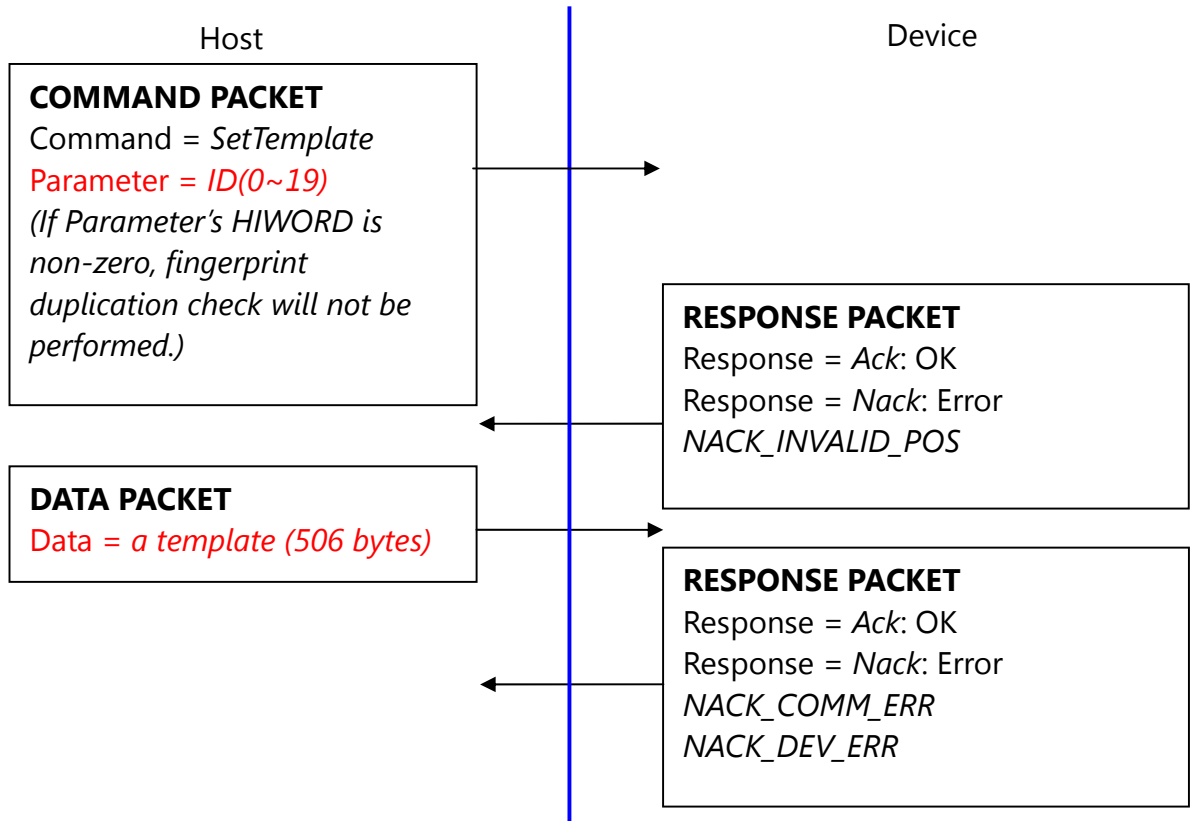 Host
Device
COMMAND PACKET
Command = SetTemplate
Parameter = ID(0~19)
(If Parameter’s HIWORD is
non-zero, fingerprint
duplication check will not be
performed.)
RESPONSE PACKET
Response = Ack: OK
Response = Nack: Error
NACK_INVALID_POS
DATA PACKET
Data = a template (506 bytes)
RESPONSE PACKET
Response = Ack: OK
Response = Nack: Error
NACK_COMM_ERR
NACK_DEV_ERR